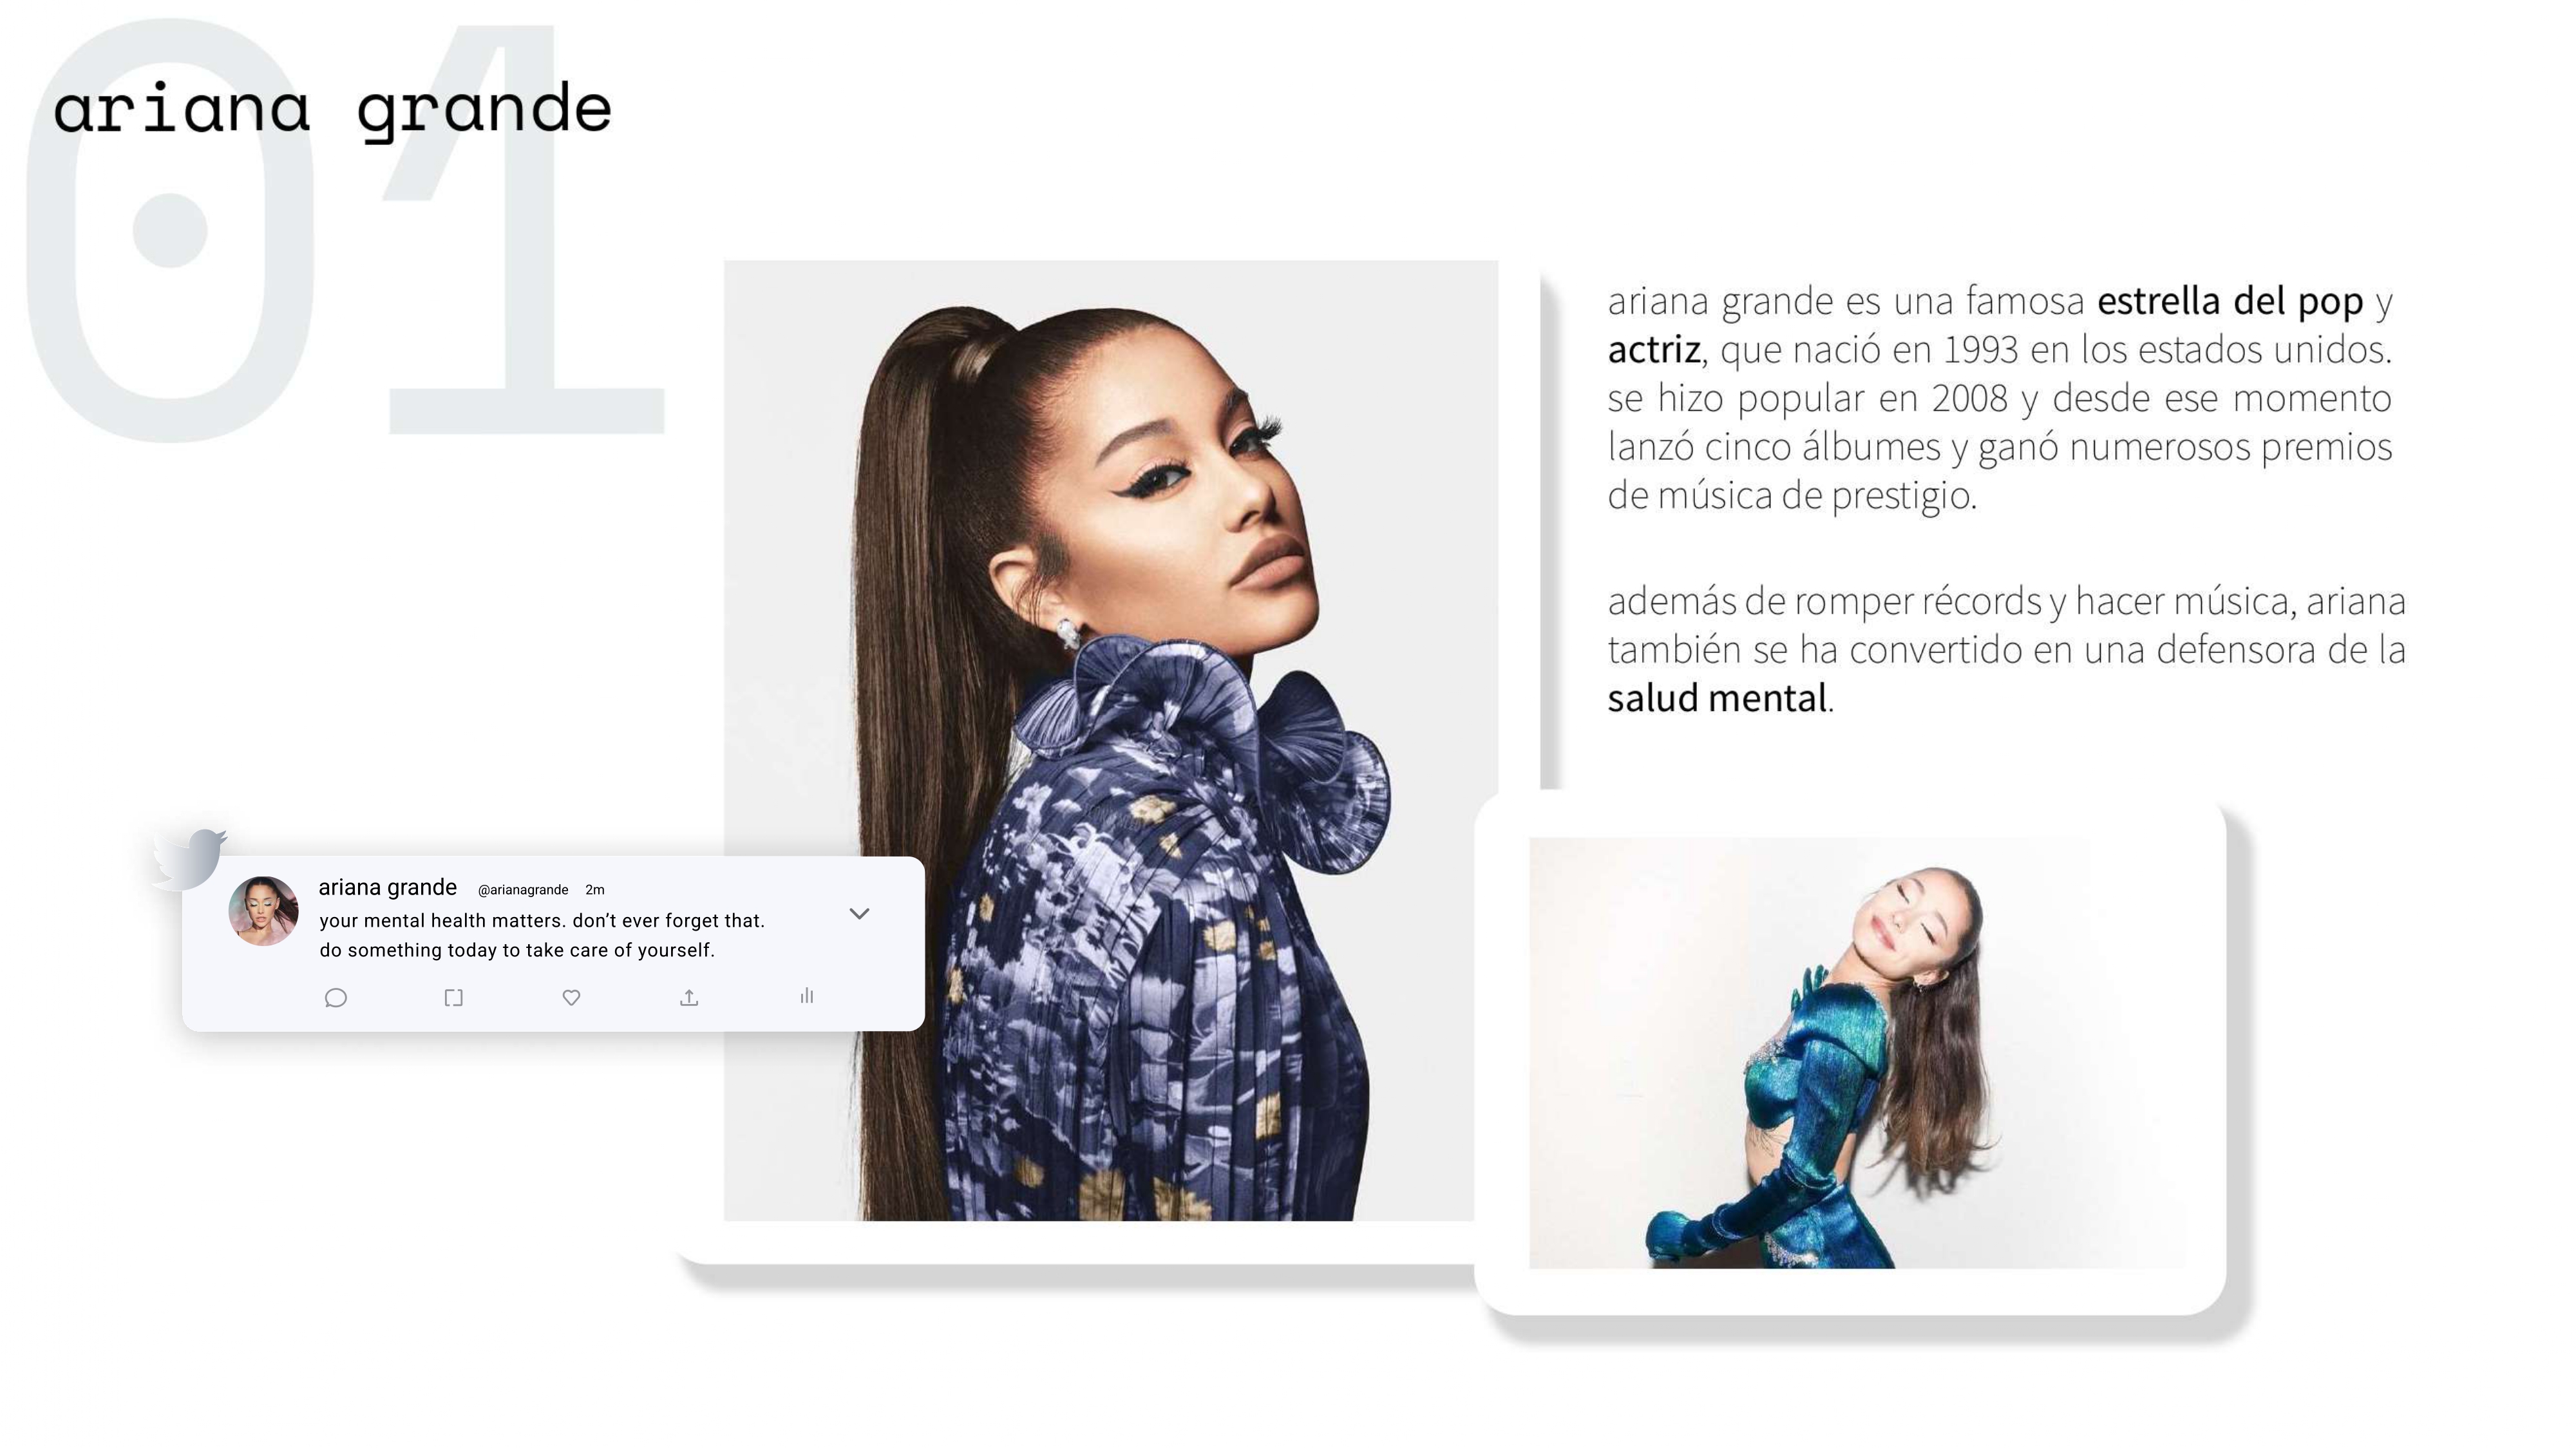 01
ariana grande
ariana grande es una famosa estrella del pop y
actriz, que nació en 1993 en los estados unidos.
se hizo popular en 2008 y desde ese momento
lanzó cinco álbumes y ganó numerosos premios
de música de prestigio.
además de romper récords y hacer música, ariana
también se ha convertido en una defensora de la
salud mental.
ariana grande @arianagrande 2m
your mental health matters. don’t ever forget that.
do something today to take care of yourself.